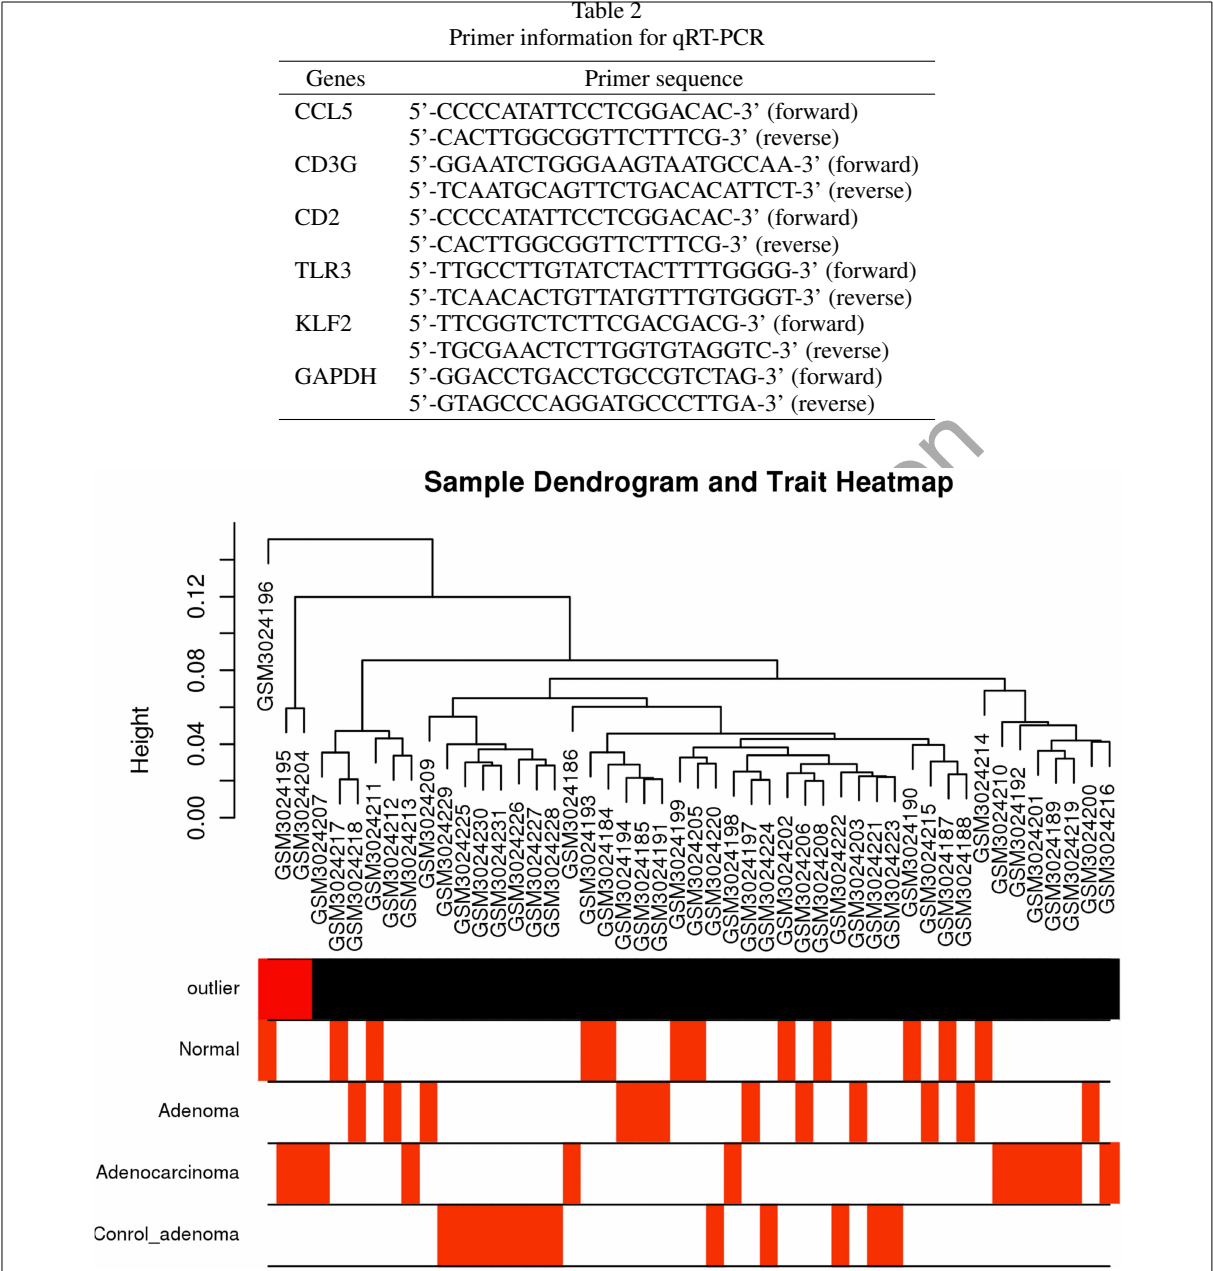 Table 2
Primer information for qRT-PCR
Genes Primer sequence
CCL5 5’-CCCCATATTCCTCGGACAC-3’ (forward)
5’-CACTTGGCGGTTCTTTCG-3’ (reverse)
CD3G 5’-GGAATCTGGGAAGTAATGCCAA-3’ (forward)
5’-TCAATGCAGTTCTGACACATTCT-3’ (reverse)
CD2 5’-CCCCATATTCCTCGGACAC-3’ (forward)
5’-CACTTGGCGGTTCTTTCG-3’ (reverse)
TLR3 5’-TTGCCTTGTATCTACTTTTGGGG-3’ (forward)
5’-TCAACACTGTTATGTTTGTGGGT-3’ (reverse)
KLF2 5’-TTCGGTCTCTTCGACGACG-3’ (forward)
5’-TGCGAACTCTTGGTGTAGGTC-3’ (reverse)
GAPDH 5’-GGACCTGACCTGCCGTCTAG-3’ (forward)
5’-GTAGCCCAGGATGCCCTTGA-3’ (reverse)
on
Sample Dendrogram and Trait Heatmap
Height
0.12
0.08
0.04
0.00
GSM3024196
GSM3024195
GSM3024204
GSM3024207
GSM3024217
GSM3024218
GSM3024211
GSM3024212
GSM3024213
GSM3024209
GSM3024229
GSM3024225
GSM3024230
GSM3024231
GSM3024226
GSM3024227
GSM3024228
GSM3024186
GSM3024193
GSM3024184
GSM3024194
GSM3024185
GSM3024191
GSM3024199
GSM3024205
GSM3024220
GSM3024198
GSM3024197
GSM3024224
GSM3024202
GSM3024206
GSM3024208
GSM3024222
GSM3024203
GSM3024221
GSM3024223
GSM3024190
GSM3024215
GSM3024187
GSM3024188
GSM3024214
GSM3024210
GSM3024192
GSM3024201
GSM3024189
GSM3024219
GSM3024200
GSM3024216
outlier
Normal
Adenoma
Adenocarcinoma
Conrol_adenoma